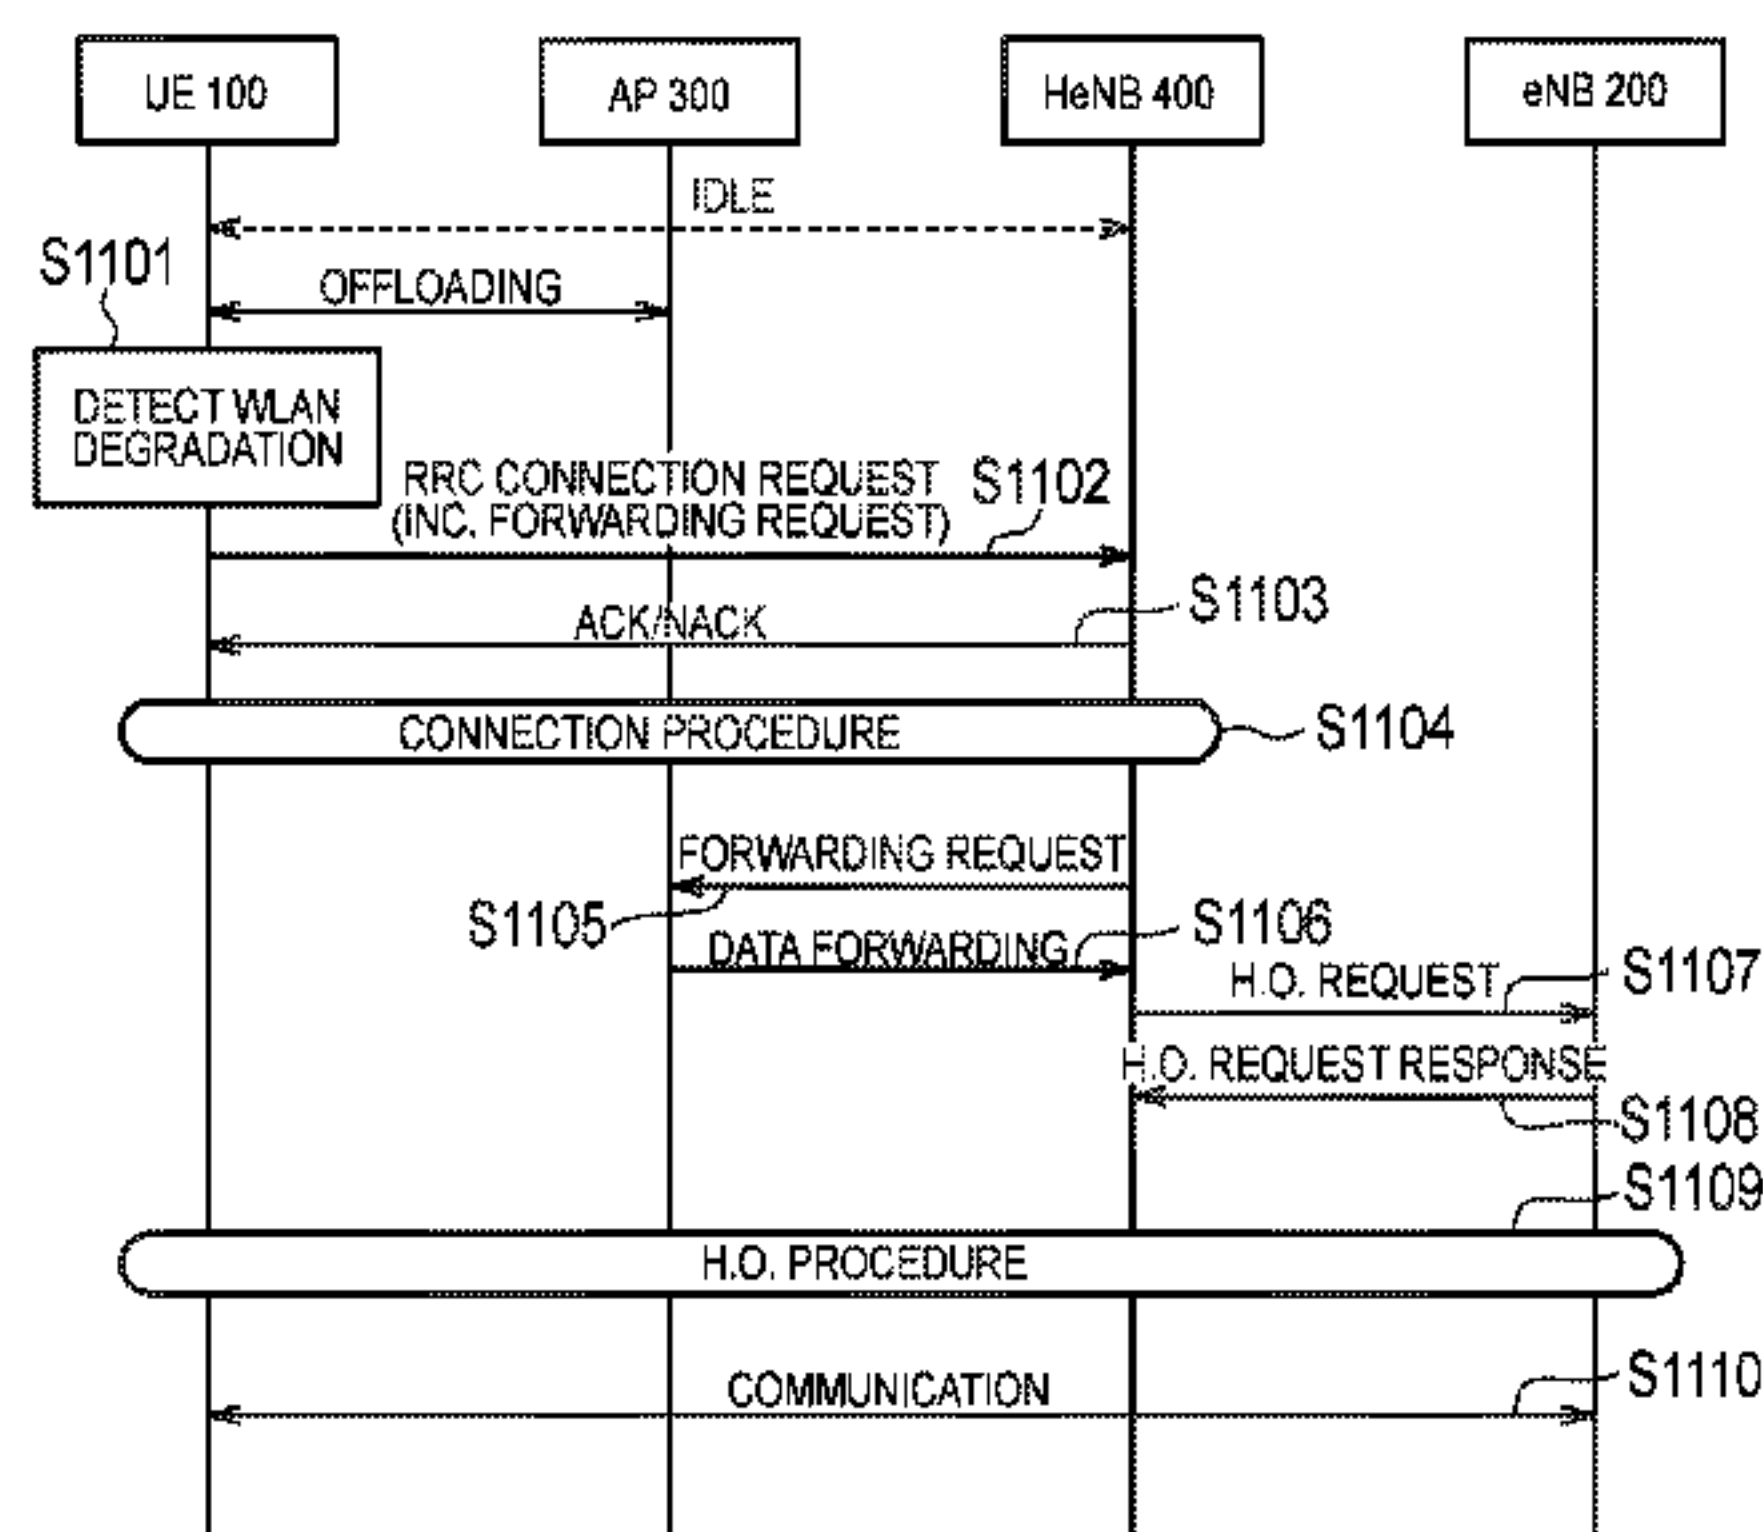 UE 100
AP 300
HeNB 400
eNB 200
IDLE
S1101
OFFLOADING
DETECT WLAN
DEGRADATION
RRC CONNECTION REQUEST
(INC. FORWARDING REQUEST)
S1102
S1103
ACK/NACK
CONNECTION PROCEDURE
S1104
FORWARDING REQUEST
S1105
S1106
DATA FORWARDING
H.O. REQUEST
S1107
H.O. REQUEST RESPONSE
S1108
S1109
H.O. PROCEDURE
COMMUNICATION
S1110